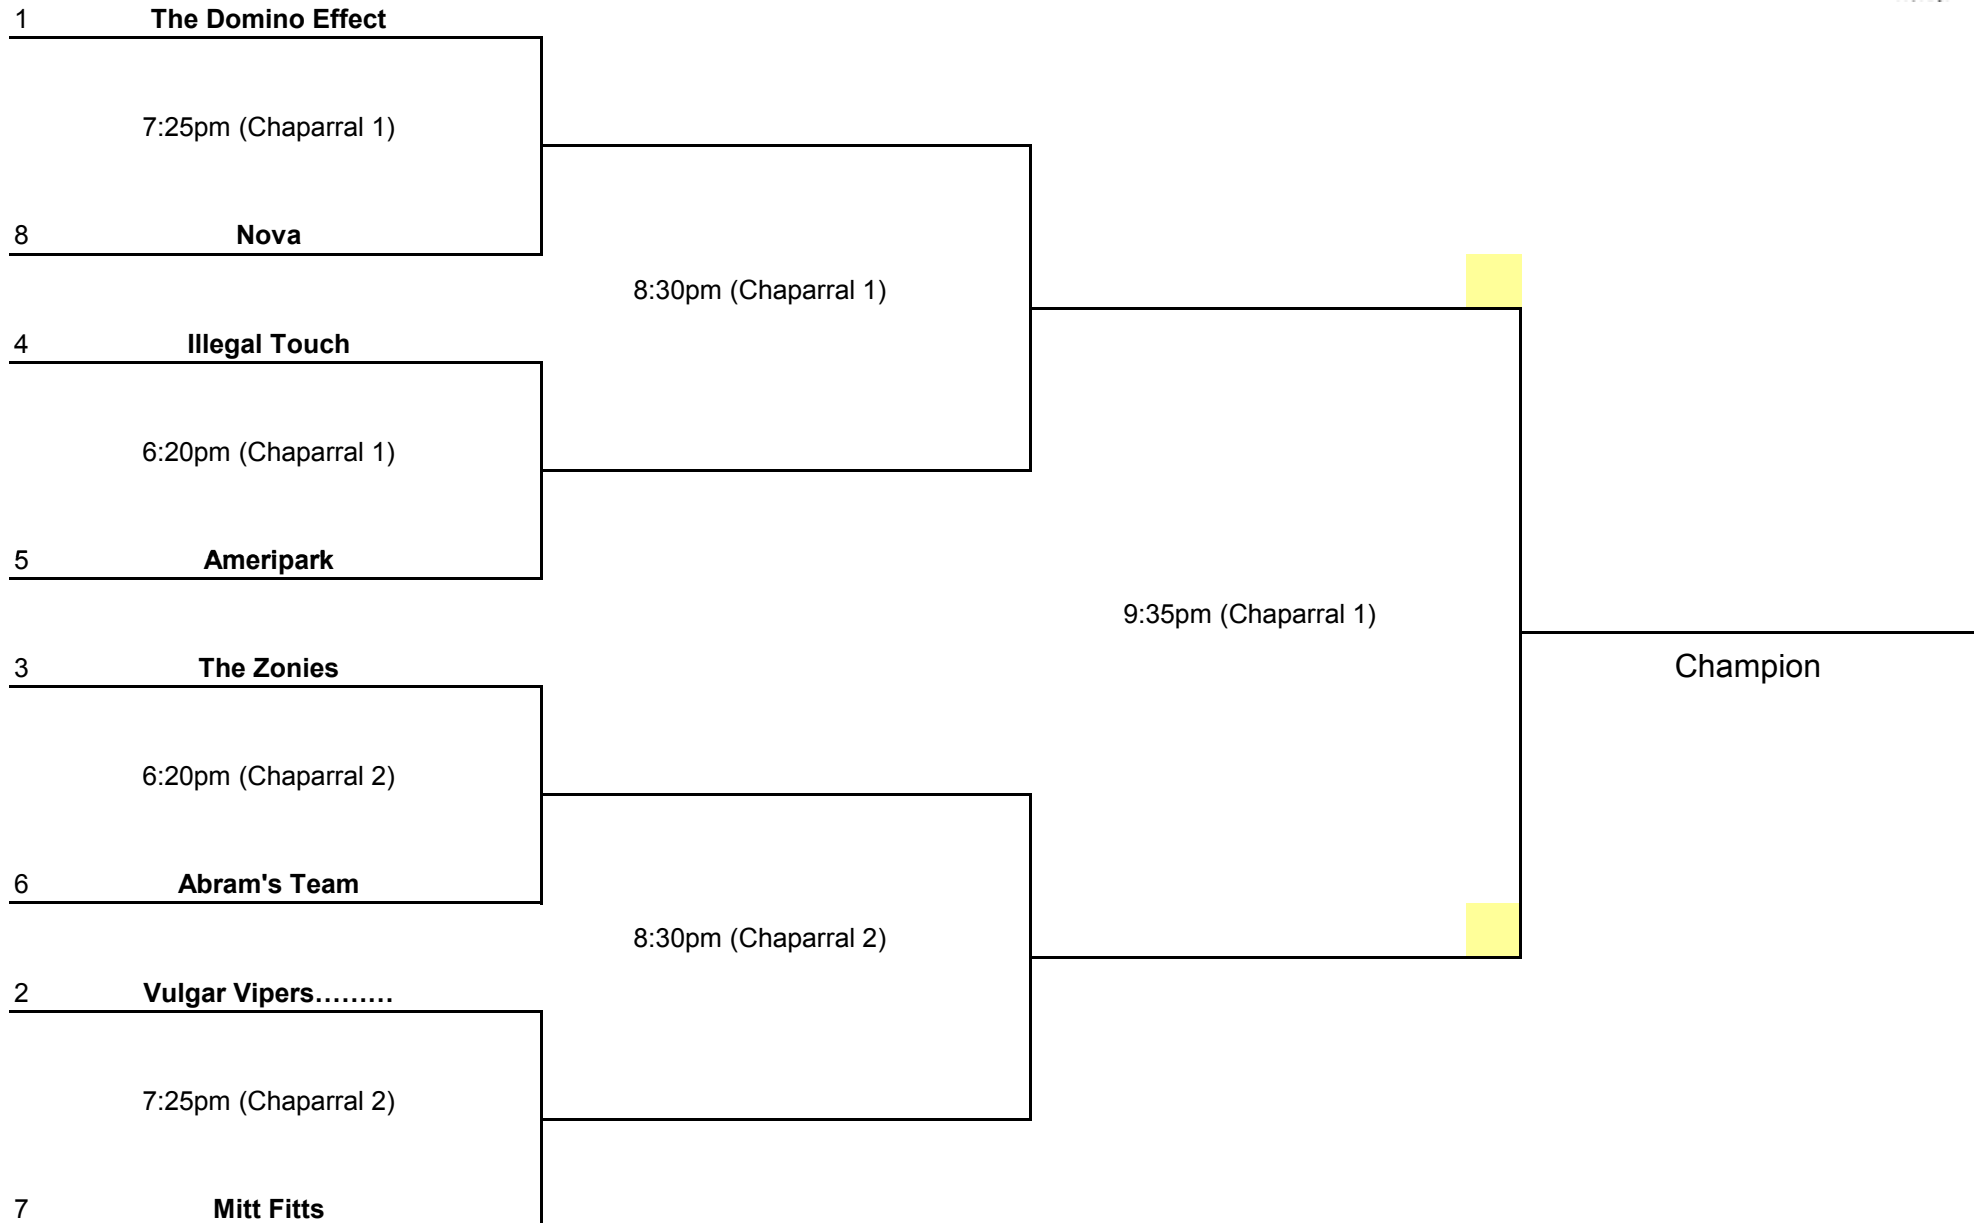 1 The Domino Effect
7:25pm (Chaparral 1)
8 Nova
8:30pm (Chaparral 1)
4 Illegal Touch
6:20pm (Chaparral 1)
5 Ameripark
9:35pm (Chaparral 1)
3 The Zonies
Champion
6:20pm (Chaparral 2)
6 Abram's Team
8:30pm (Chaparral 2)
2 Vulgar Vipers………
7:25pm (Chaparral 2)
7 Mitt Fitts